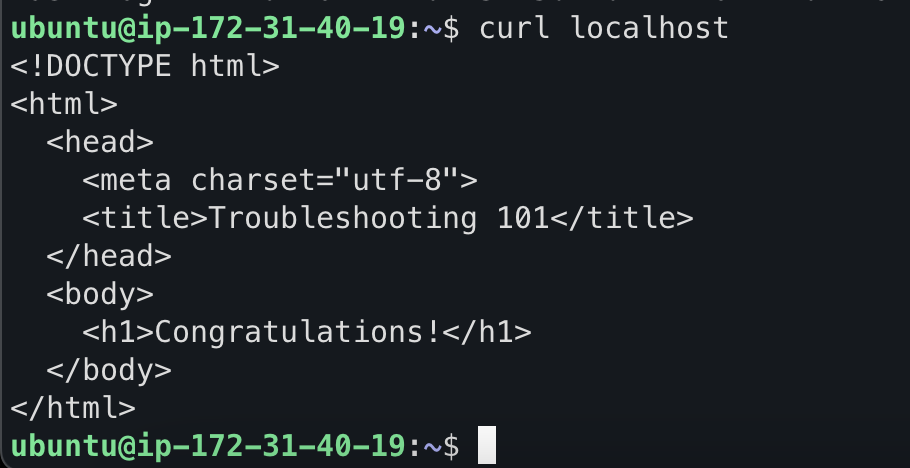 ubuntu@ip-172-31-40-19:~$ curl localhost
<!DOCTYPE html>
<html>
  <head>
    <meta charset="utf-8">
    <title>Troubleshooting 101</title>
  </head>
  <body>
    <h1>Congratulations!</h1>
  </body>
</html>
ubuntu@ip-172-31-40-19:~$